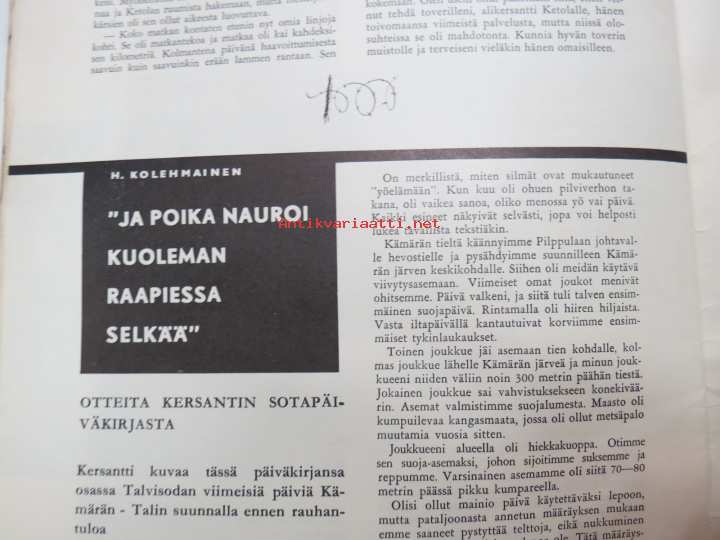 naa ja Ketolan ruumista hakemaan, mutta
kärsien oli sen ollut aikeesta luovuttava.
— Koko matkan kontaten menin nyt omia linjoja
kohti. Se oli matkantekoa ja matkaa oli kai kahdeksi-
sen kilometriä. Kolmantena päivänä haavoittumisesta
saavuin kuin saavuinkin erään lammen rantaan. Sen
nut tehdä toverilleni, alikersantti Ketolalle, hänen
toivomaansa viimeistä palvelusta, mutta niissä olo-
suhteissa se oli mahdotonta. Kunnia hyvän toverin
muistolle ja terveiseni vieläkin hänen omaisilleen.
H. KOLEHMAINEN
"JA POIKA NAUROI
KUOLEMAN
RAAPIESSA
SELKÄÄ"
Antikvariaatti.net
OTTEITA KERSANTIN SOTAPÄI-
VÄKIRJASTA
Kersantti kuvaa tässä päiväkirjansa
osassa Talvisodan viimeisiä päiviä Kä-
märän - Talin suunnalla ennen rauhan-
tuloa
On merkillistä, miten silmät ovat mukautuneet
"yöelämään". Kun kuu oli ohuen pilviverhon ta-
kana, oli vaikea sanoa, oliko menossa yö vai päivä.
Kaikki esineet näkyivät selvästi, jopa voi helposti
lukea tavallista tekstiäkin.
Kämärän tieltä käännyimme Pilppulaan johtaval-
le hevostielle ja pysähdyimme suunnilleen Kämä-
rän järven keskikohdalle. Siihen oli meidän käytävä
viivytysasemaan. Viimeiset omat joukot menivät
ohitsemme. Päivä valkeni, ja siitä tuli talven ensim-
mäinen suojapäivä. Rintamalla oli hiren hiljaista.
Vasta iltapäivällä kantautuivat korviimme ensim-
mäiset tykinlaukaukset.
Toinen joukkue jäi asemaan tien kohdalle, kol-
mas joukkue lähelle Kämärän järveä ja minun jouk-
kueeni niiden väliin noin 300 metrin päähän tiestä.
Jokainen joukkue sai vahvistuksekseen konekivää-
rin. Asemat valmistimme suojalumesta. Maasto oli
kumpuilevaa kangasmaata, jossa oli ollut metsäpalo
muutamia vuosia sitten.
Joukkueeni alueella oli hiekkakuoppa. Otimme
sen suoja-asemaksi, johon sijoitimme suksemme ja
reppumme. Varsinainen asemamme oli siitä 70—80
metrin päässä pikku kumpareella.
Olisi ollut mainio päivä käytettäväksi lepoon,
mutta pataljoonasta annetun määräyksen mukaan
emme saaneet pystyttää telttoja, eikä nukkuminen